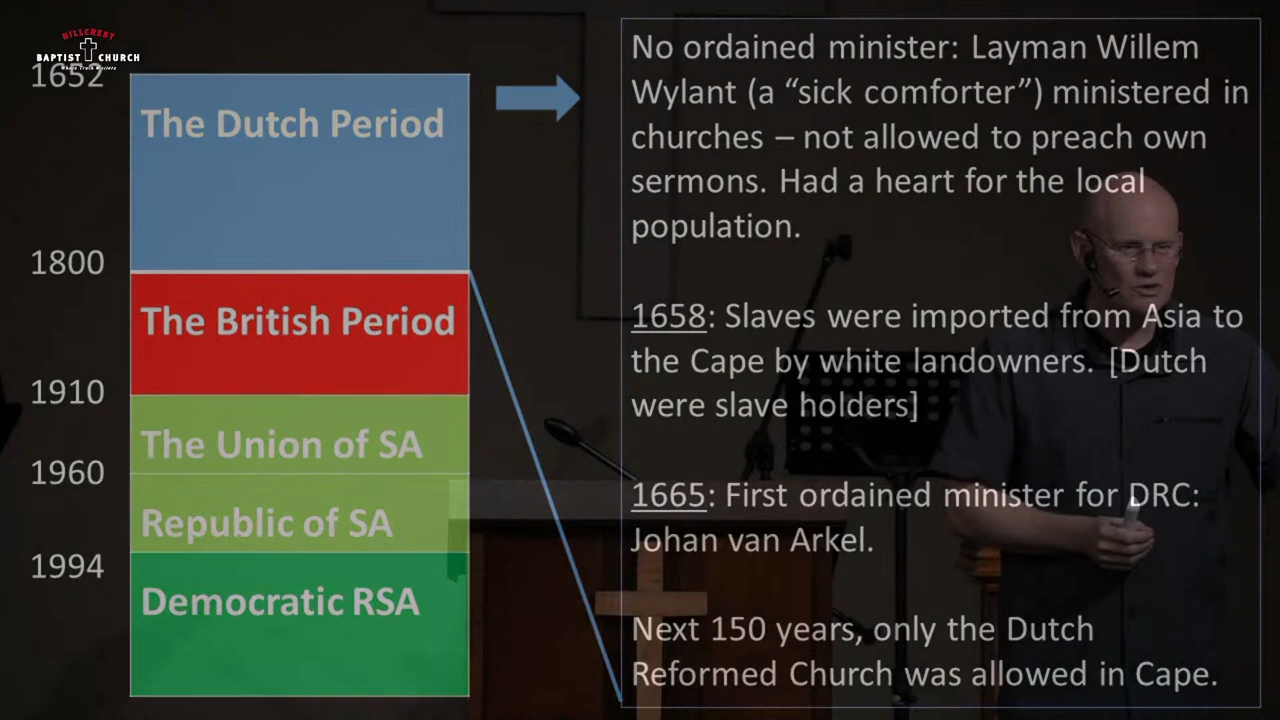 HILLCREST
BAPTIST CHURCH
Where Truth Matters
1652
The Dutch Period
1800
The British Period
1910
The Union of SA
1960
Republic of SA
1994
Democratic RSA
No ordained minister: Layman Willem
Wylant (a “sick comforter”) ministered in
churches – not allowed to preach own
sermons. Had a heart for the local
population.
1658: Slaves were imported from Asia to
the Cape by white landowners. [Dutch
were slave holders]
1665: First ordained minister for DRC:
Johan van Arkel.
Next 150 years, only the Dutch
Reformed Church was allowed in Cape.